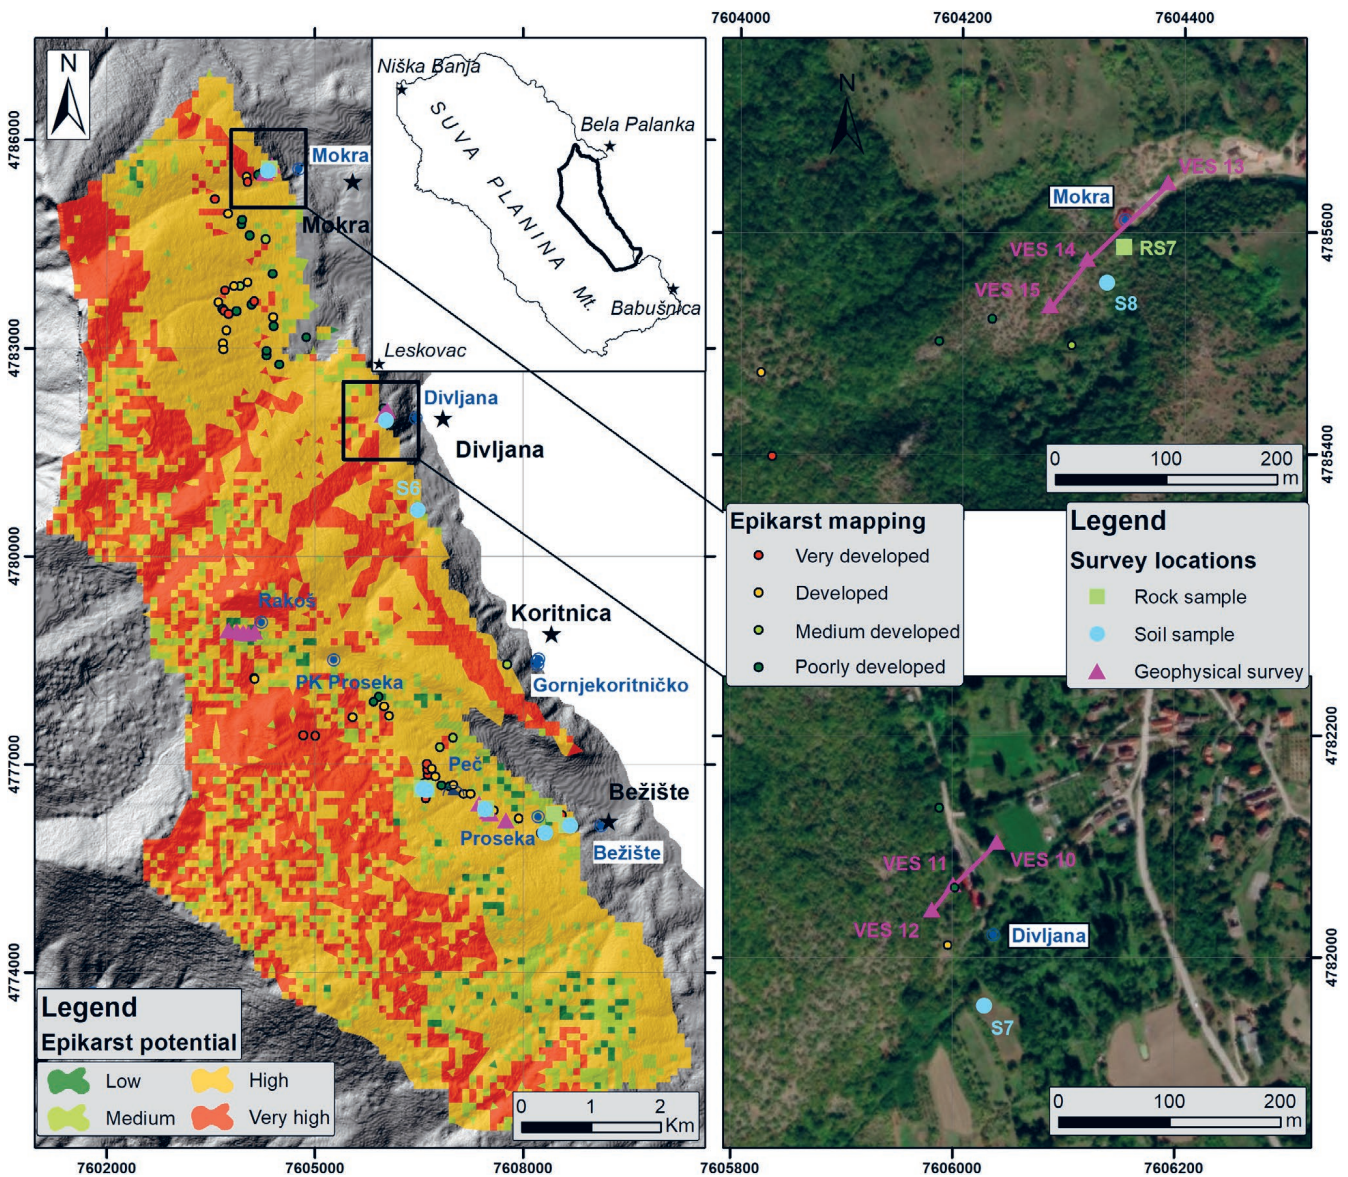 7604000
7604200
7604400
N
Niška Banja
SUVA PLANINA Mt.
Bela Palanka
Babušnica
Leskovac
4786000
4783000
4780000
4777000
4774000
Mokra
Mokra
Divljana
Divljana
S6
Rakoš
Koritnica
PK Proseka
Gornjekoritničko
Peč
Bežište
Proseka
Bežište
Legend
Epikarst potential
Low
High
Medium
Very high
0 1 2
Km
7602000
7605000
7608000
N
VES 13
Mokra
VES 14
RS7
VES 15
S8
0 100 200
m
4785600
4785400
Epikarst mapping
Very developed
Developed
Medium developed
Poorly developed
Legend
Survey locations
Rock sample
Soil sample
Geophysical survey
VES 11
VES 10
VES 12
Divljana
S7
0 100 200
m
4782200
4782000
7605800
7606000
7606200